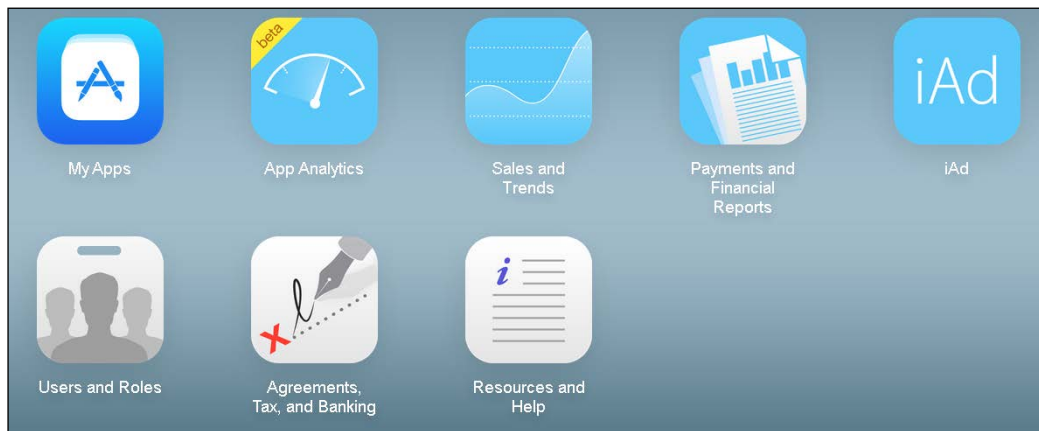 beta
iAd
My Apps
App Analytics
Sales and
Trends
Payments and
Financial
Reports
iAd
i
Users and Roles
Agreements,
Tax, and Banking
Resources and
Help